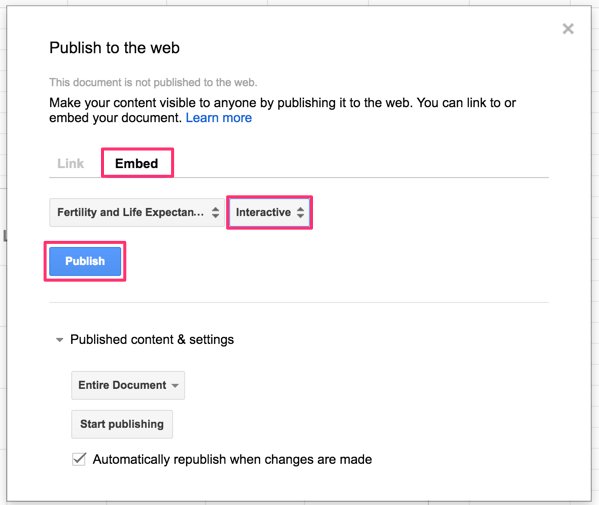 Publish to the web
This document is not published to the web.
Make your content visible to anyone by publishing it to the web. You can link to or
embed your document. Learn more
Link Embed
Fertility and Life Expectan... Interactive
Publish
Published content & settings
Entire Document
Start publishing
Automatically republish when changes are made